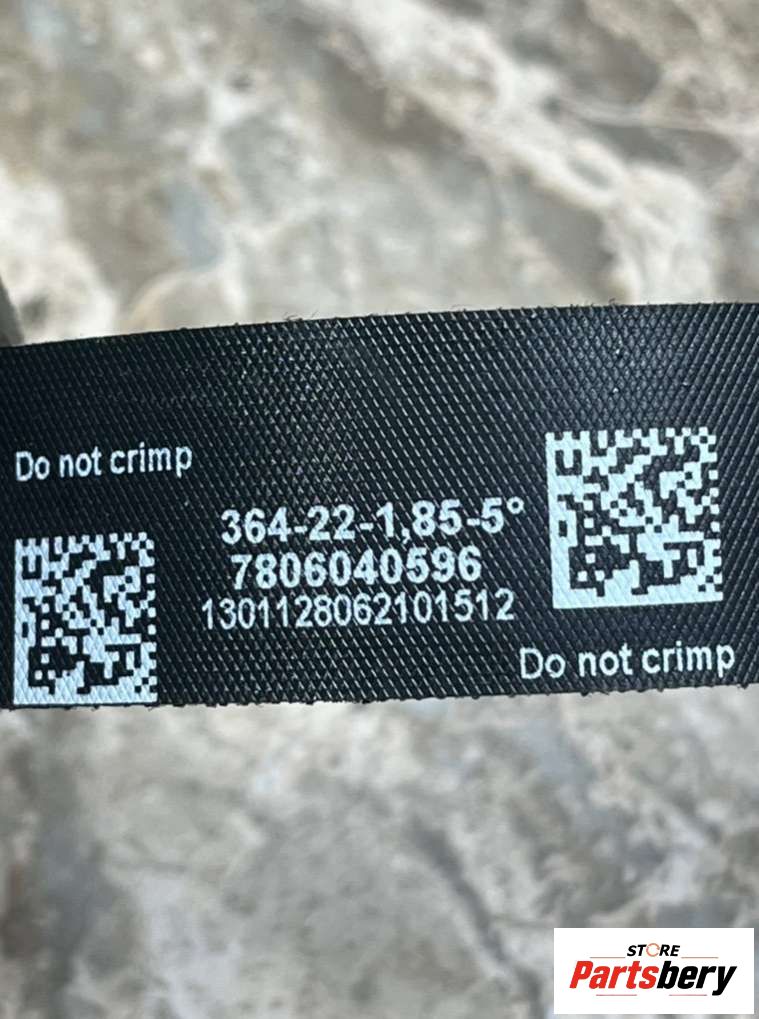 Do not crimp
364-22-1,85-5°
7806040596
1301128062101512
Do not crimp
STORE
Partsbery